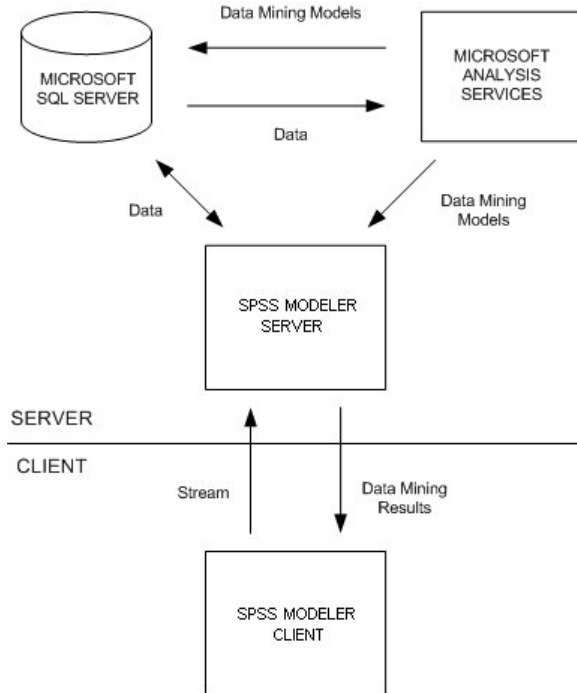 Data Mining Models
MICROSOFT
SQL SERVER
MICROSOFT
ANALYSIS
SERVICES
Data
Data
Data Mining
Models
SPSS MODELER
SERVER
SERVER
CLIENT
Stream
Data Mining
Results
SPSS MODELER
CLIENT